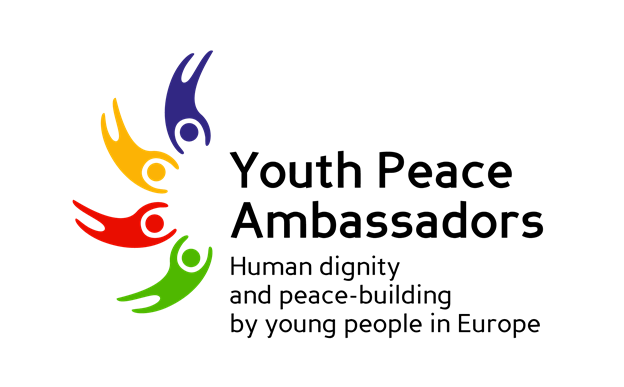 Youth Peace
Ambassadors
Human dignity
and peace-building
by young people in Europe